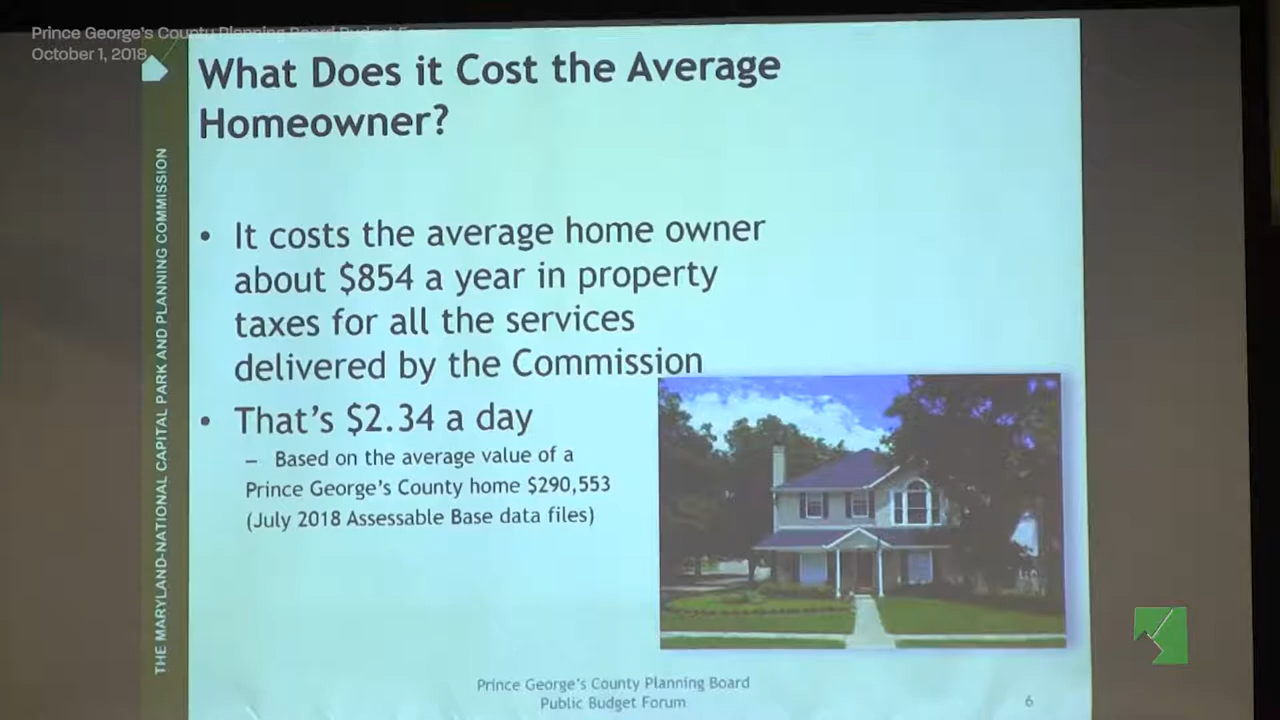 Prince George's County Planning Board Budget
October 1, 2018
What Does it Cost the Average
Homeowner?
THE MARYLAND-NATIONAL CAPITAL PARK AND PLANNING COMMISSION
• It costs the average home owner
about $854 a year in property
taxes for all the services
delivered by the Commission
• That's $2.34 a day
– Based on the average value of a
Prince George's County home $290,553
(July 2018 Assessable Base data files)
Prince George's County Planning Board
Public Budget Forum
6